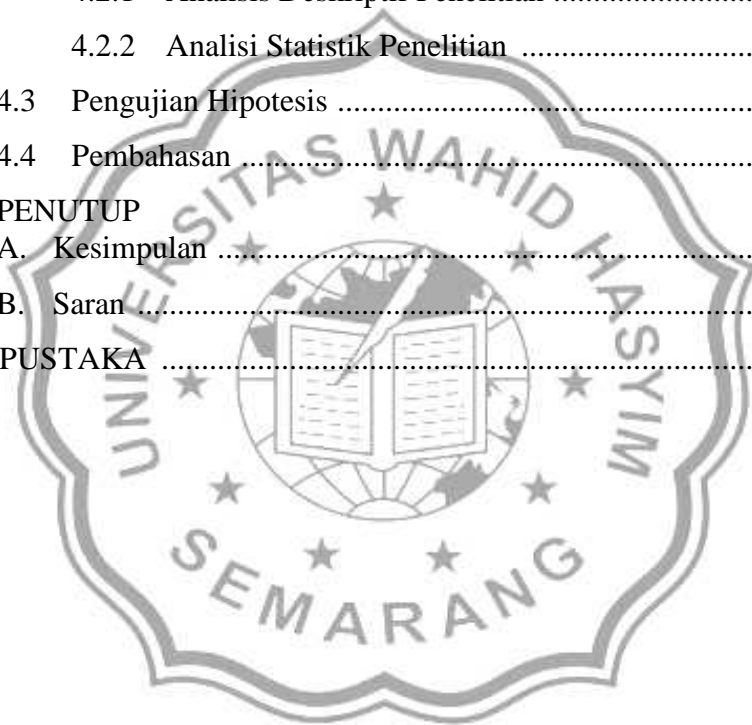 4.2.2 Analisi Statistik Penelitian ..............................
4.3 Pengujian Hipotesis ..................................................
4.4 Pembahasan ................................................................
PENUTUP
A. Kesimpulan ..................................................................
B. Saran ............................................................................
PUSTAKA .........................................................................
UNIVERSITAS WAHID HASYIM
SEMARANG